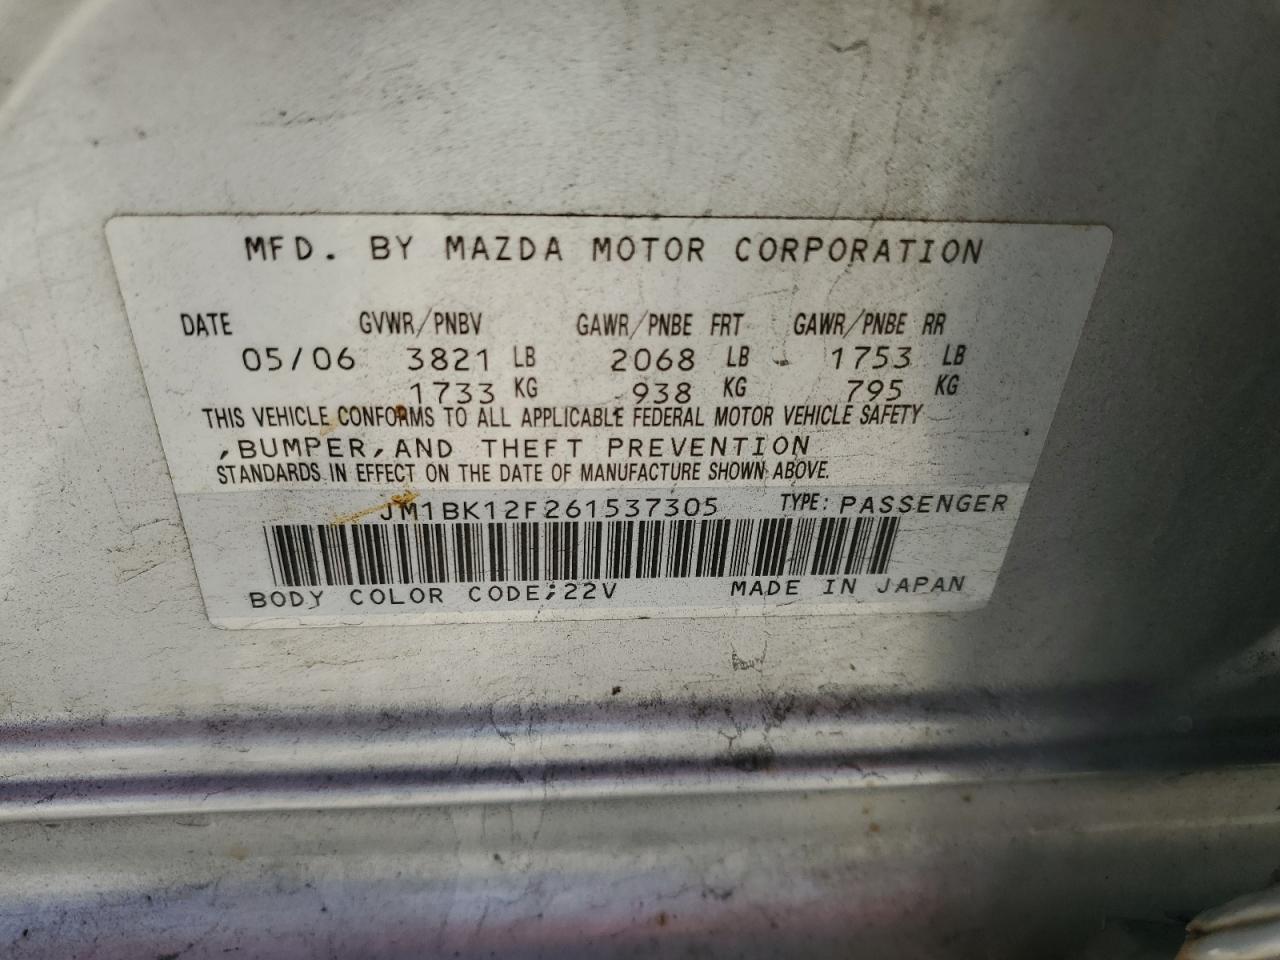 MFD. BY MAZDA MOTOR CORPORATION
DATE GVWR/PNBV GAWR/PNBE FRT GAWR/PNBE RR
05/06 3821 LB 2068 LB 1753 LB
1733 KG 938 KG 795 KG
THIS VEHICLE CONFORMS TO ALL APPLICABLE FEDERAL MOTOR VEHICLE SAFETY
,BUMPER,AND THEFT PREVENTION
STANDARDS IN EFFECT ON THE DATE OF MANUFACTURE SHOWN ABOVE.
JM1BK12F261537305 TYPE: PASSENGER
BODY COLOR CODE;22V MADE IN JAPAN